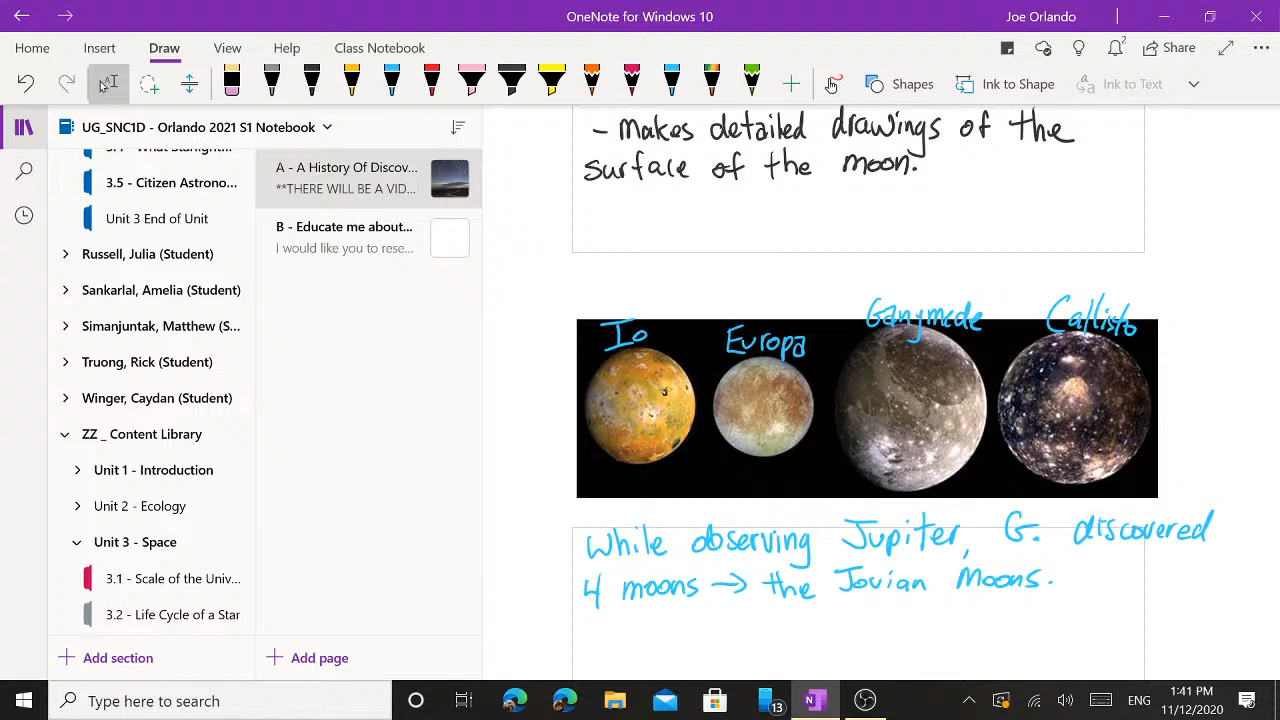 OneNote for Windows 10
Joe Orlando
Home Insert Draw View Help Class Notebook
2 Share
Shapes Ink to Shape Ink to Text
UG_SNC1D - Orlando 2021 S1 Notebook
3.5 - Citizen Astrono...
Unit 3 End of Unit
Russell, Julia (Student)
Sankarlal, Amelia (Student)
Simanjuntak, Matthew (S...
Truong, Rick (Student)
Winger, Caydan (Student)
ZZ _ Content Library
Unit 1 - Introduction
Unit 2 - Ecology
Unit 3 - Space
3.1 - Scale of the Univ...
3.2 - Life Cycle of a Star
Add section
A - A History Of Discov...
**THERE WILL BE A VID...
B - Educate me about...
I would like you to rese...
Add page
- Makes detailed drawings of the
surface of the moon.
Io Europa Ganymede Callisto
While observing Jupiter, G. discovered
4 moons → the Jovian Moons.
Type here to search
13
ENG
1:41 PM
11/12/2020